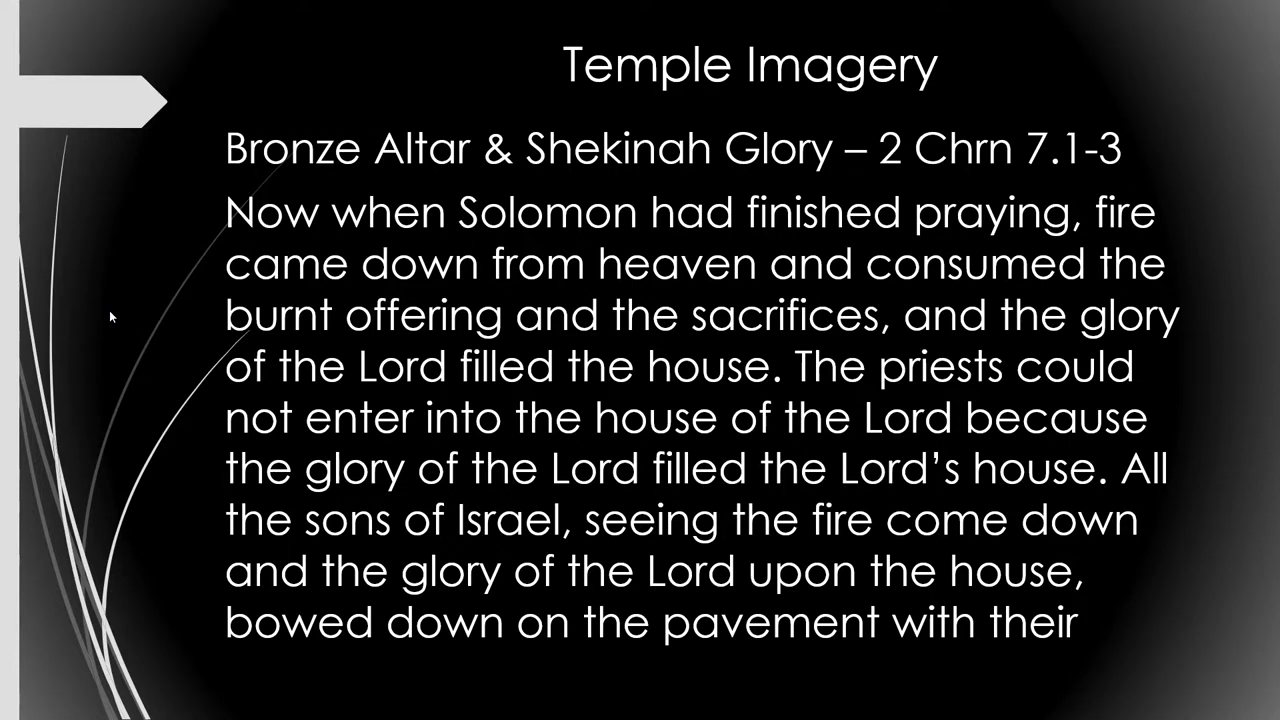 Temple Imagery
Bronze Altar & Shekinah Glory – 2 Chrn 7.1-3
Now when Solomon had finished praying, fire
came down from heaven and consumed the
burnt offering and the sacrifices, and the glory
of the Lord filled the house. The priests could
not enter into the house of the Lord because
the glory of the Lord filled the Lord’s house. All
the sons of Israel, seeing the fire come down
and the glory of the Lord upon the house,
bowed down on the pavement with their